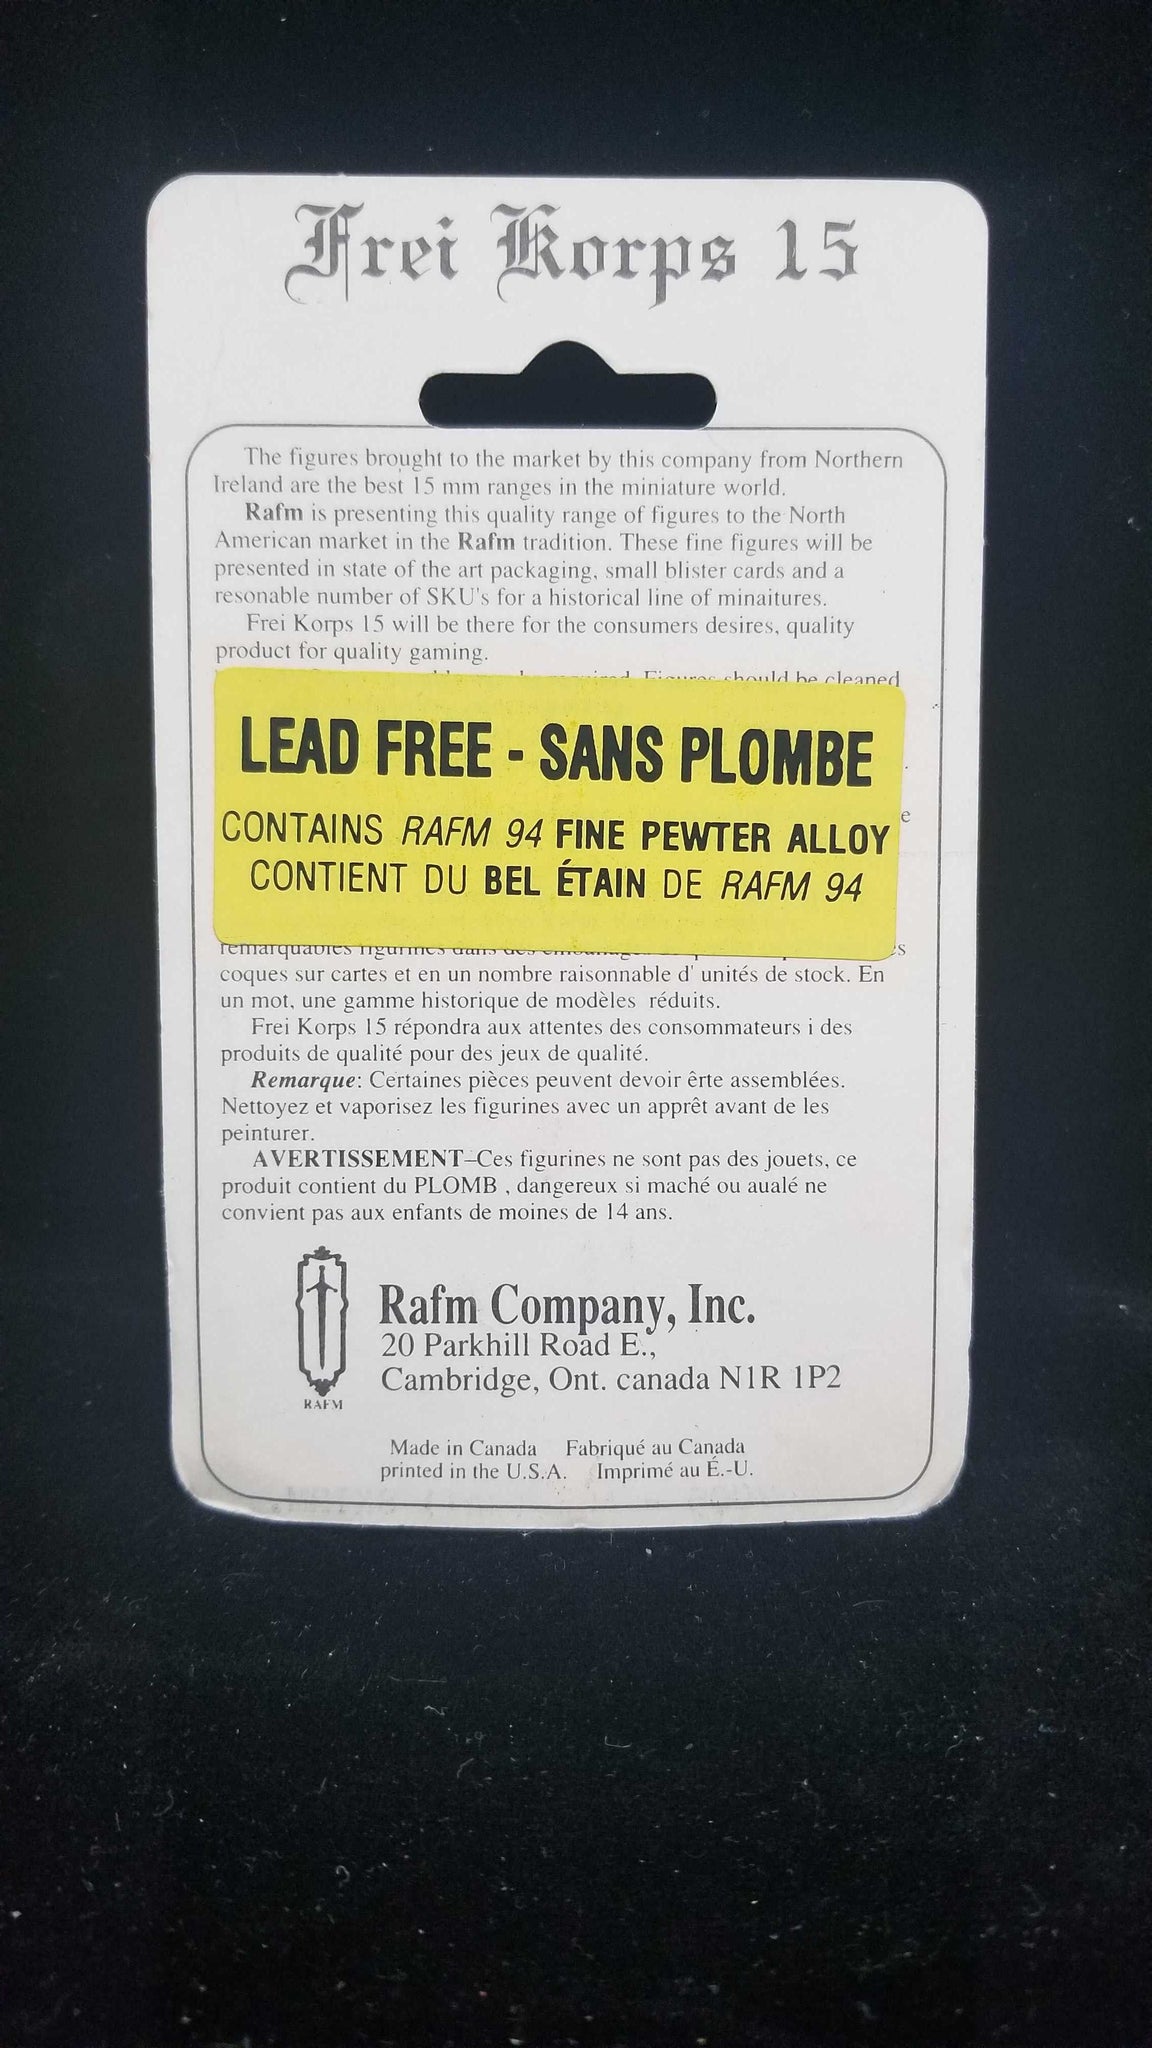 Frei Korps 15
The figures brought to the market by this company from Northern
Ireland are the best 15 mm ranges in the miniature world.
Rafm is presenting this quality range of figures to the North
American market in the Rafm tradition. These fine figures will be
presented in state of the art packaging, small blister cards and a
resonable number of SKU's for a historical line of minaitures.
Frei Korps 15 will be there for the consumers desires, quality
product for quality gaming.
Figures should be cleaned
LEAD FREE - SANS PLOMBE
CONTAINS RAFM 94 FINE PEWTER ALLOY
CONTIENT DU BEL ÉTAIN DE RAFM 94
remarquables figurines dans des
coques sur cartes et en un nombre raisonnable d' unités de stock. En
un mot, une gamme historique de modèles réduits.
Frei Korps 15 répondra aux attentes des consommateurs i des
produits de qualité pour des jeux de qualité.
Remarque: Certaines pièces peuvent devoir êrte assemblées.
Nettoyez et vaporisez les figurines avec un apprêt avant de les
peinturer.
AVERTISSEMENT–Ces figurines ne sont pas des jouets, ce
produit contient du PLOMB , dangereux si maché ou aualé ne
convient pas aux enfants de moines de 14 ans.
RAFM
Rafm Company, Inc.
20 Parkhill Road E.,
Cambridge, Ont. canada N1R 1P2
Made in Canada Fabriqué au Canada
printed in the U.S.A. Imprimé au É.-U.